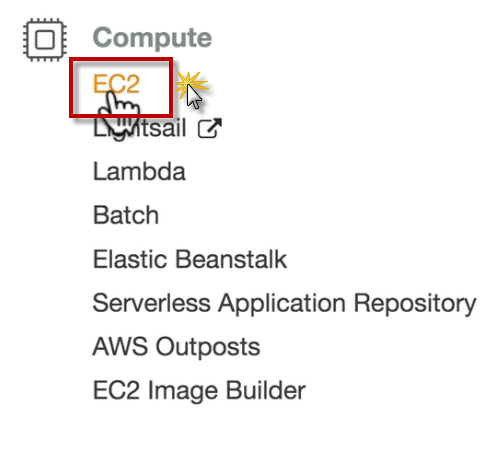 Compute
EC2
Lightsail
Lambda
Batch
Elastic Beanstalk
Serverless Application Repository
AWS Outposts
EC2 Image Builder